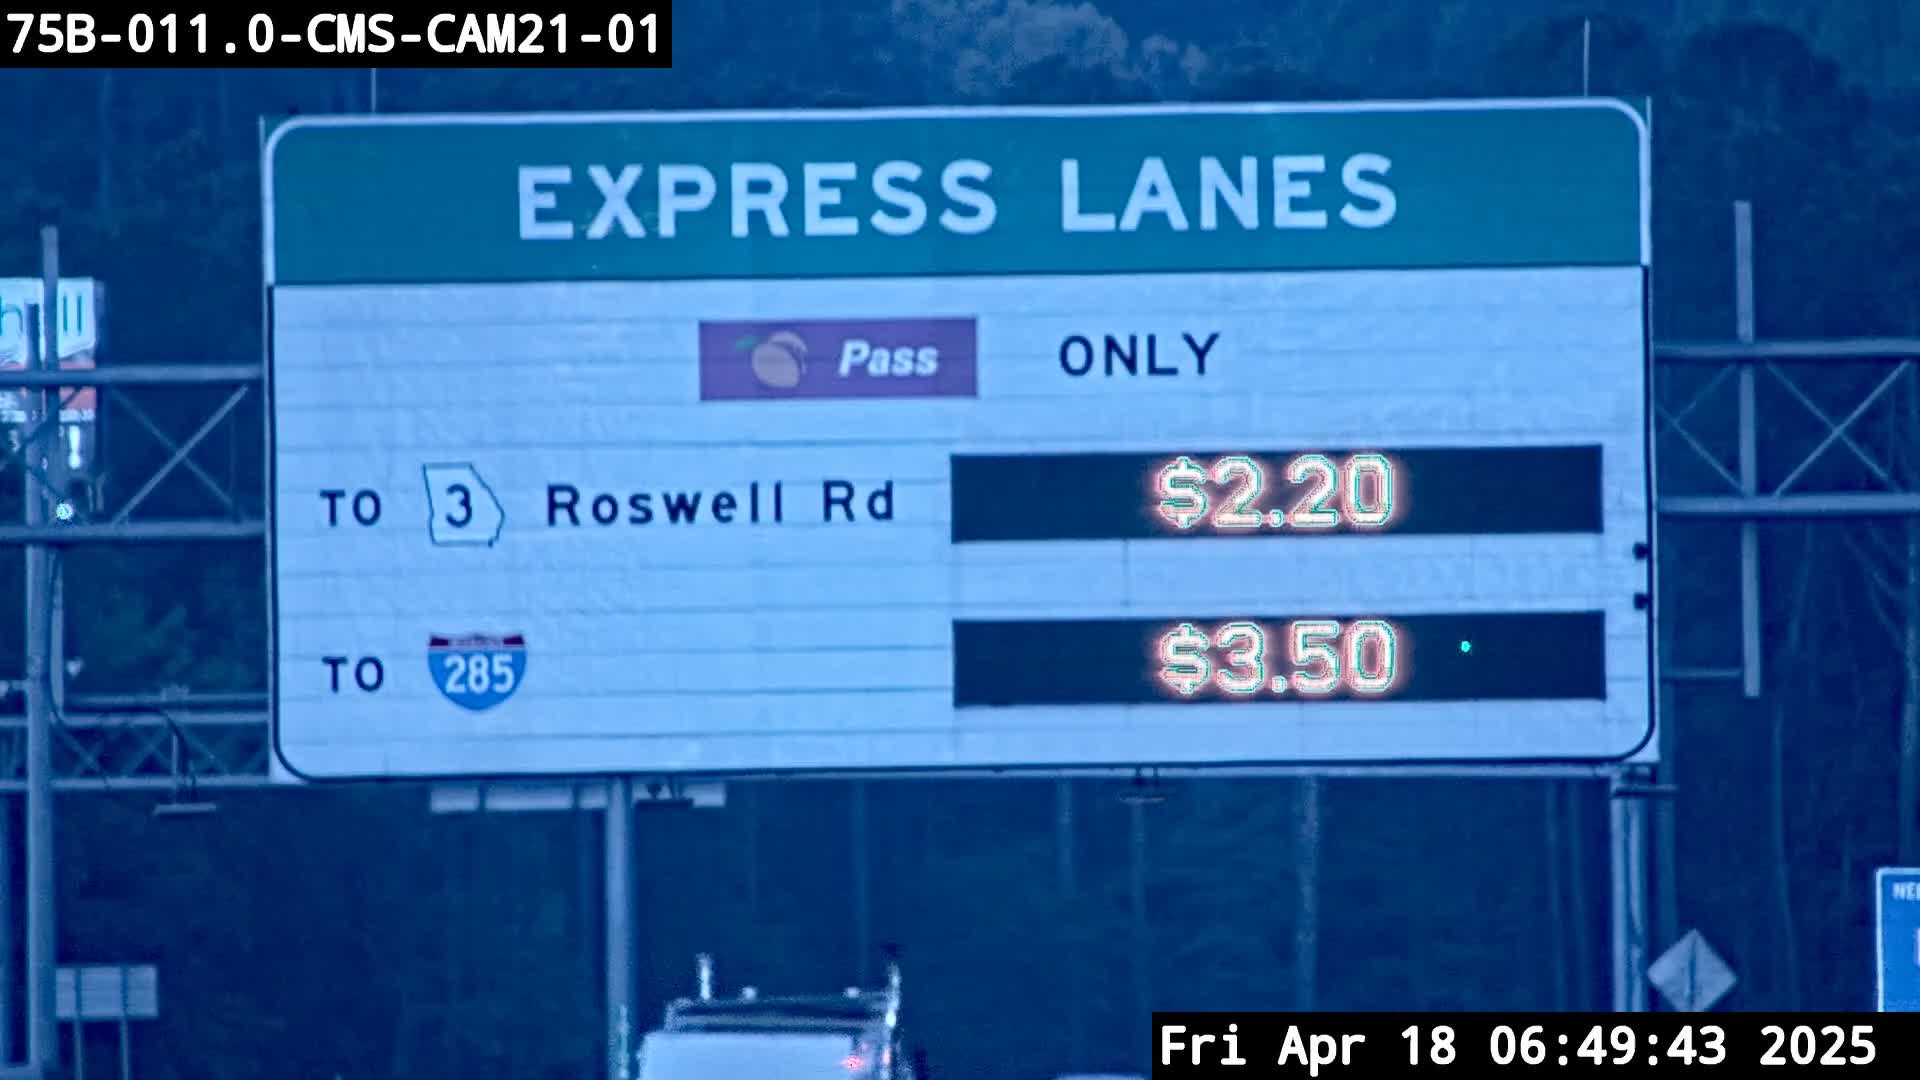 75B-011.0-CMS-CAM21-01
EXPRESS LANES
Pass ONLY
TO 3 Roswell Rd $2.20
TO 285 $3.50
Fri Apr 18 06:49:43 2025